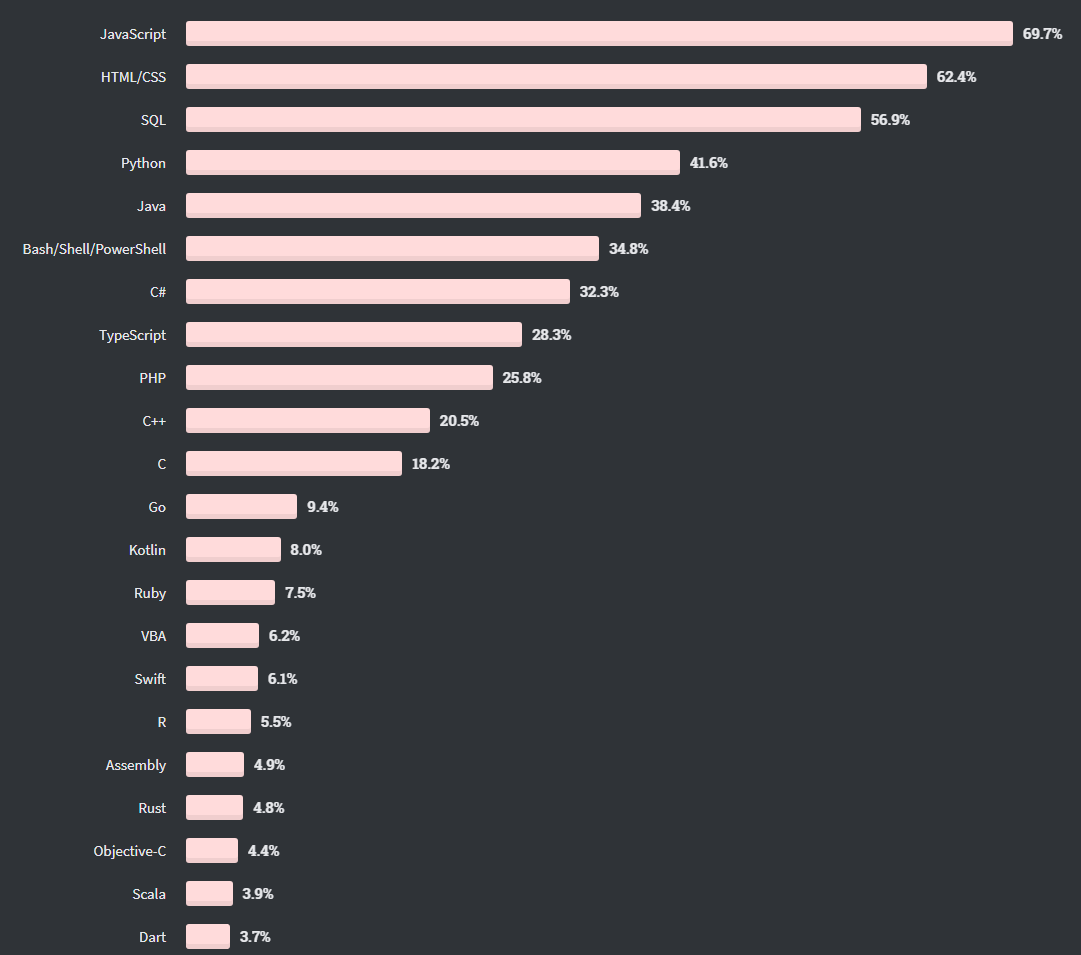 JavaScript 69.7%
HTML/CSS 62.4%
SQL 56.9%
Python 41.6%
Java 38.4%
Bash/Shell/PowerShell 34.8%
C# 32.3%
TypeScript 28.3%
PHP 25.8%
C++ 20.5%
C 18.2%
Go 9.4%
Kotlin 8.0%
Ruby 7.5%
VBA 6.2%
Swift 6.1%
R 5.5%
Assembly 4.9%
Rust 4.8%
Objective-C 4.4%
Scala 3.9%
Dart 3.7%